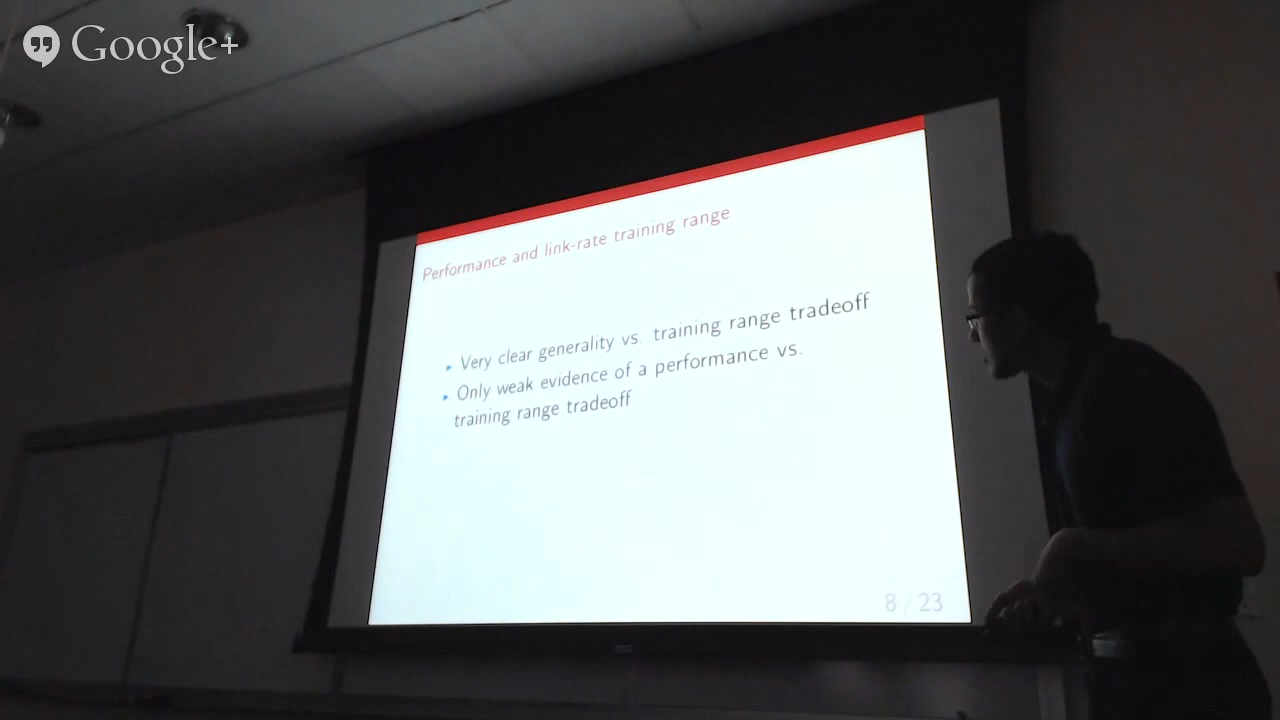 Google+
Performance and link-rate training range
Very clear generality vs. training range tradeoff
Only weak evidence of a performance vs.
training range tradeoff
8 / 23